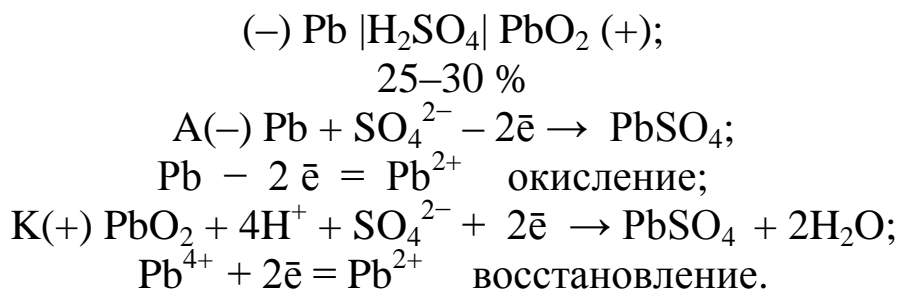 (–) Pb |H₂SO₄| PbO₂ (+);
25–30 %
А(–) Pb + SO₄²⁻ – 2ē → PbSO₄;
Pb − 2 ē = Pb²⁺ окисление;
К(+) PbO₂ + 4H⁺ + SO₄²⁻ + 2ē → PbSO₄ + 2H₂O;
Pb⁴⁺ + 2ē = Pb²⁺ восстановление.